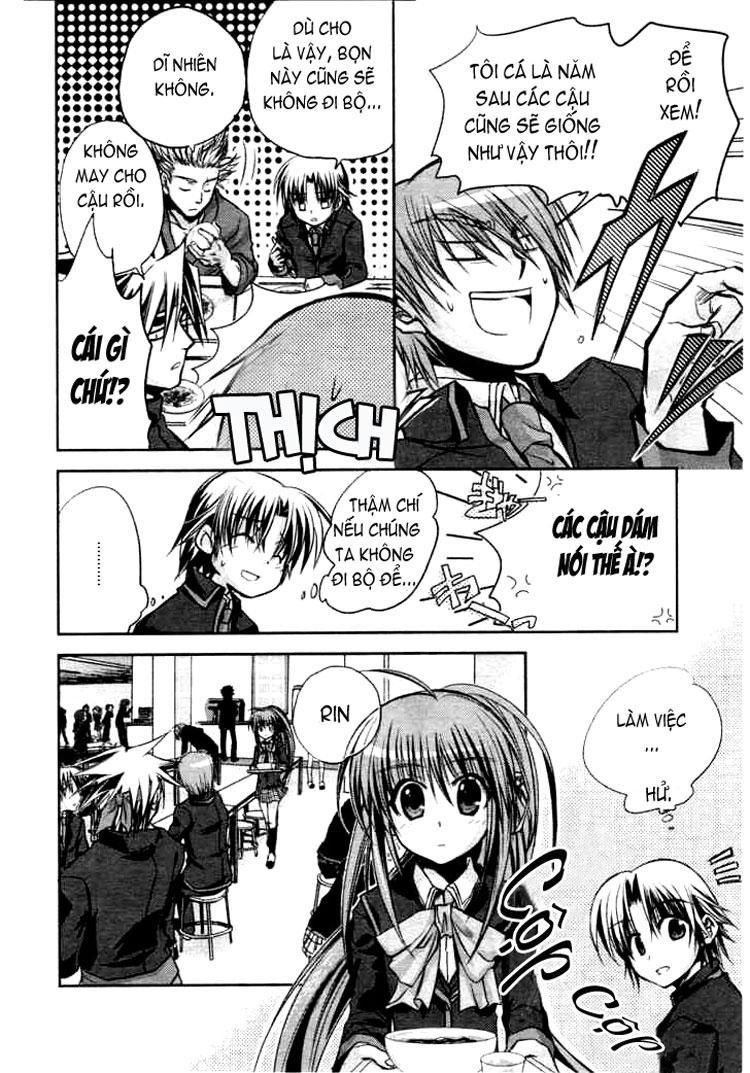 ĐỂ
RỒI
XEM!
TÔI CÁ LÀ NĂM
SAU CÁC CẬU
CŨNG SẼ GIỐNG
NHƯ VẬY THÔI!!
DÙ CHO
LÀ VẬY, BỌN
NÀY CŨNG SẼ
KHÔNG ĐI BỘ...
DĨ NHIÊN
KHÔNG.
KHÔNG
MAY CHO
CẬU RỒI.
CÁI GÌ
CHỨ!?
THỊCH
CÁC CẬU DÁM
NÓI THẾ À!?
THẬM CHÍ
NẾU CHÚNG
TA KHÔNG
ĐI BỘ ĐỂ...
.........
LÀM VIỆC
...
HỬ.
RIN
CỘP
CỘP